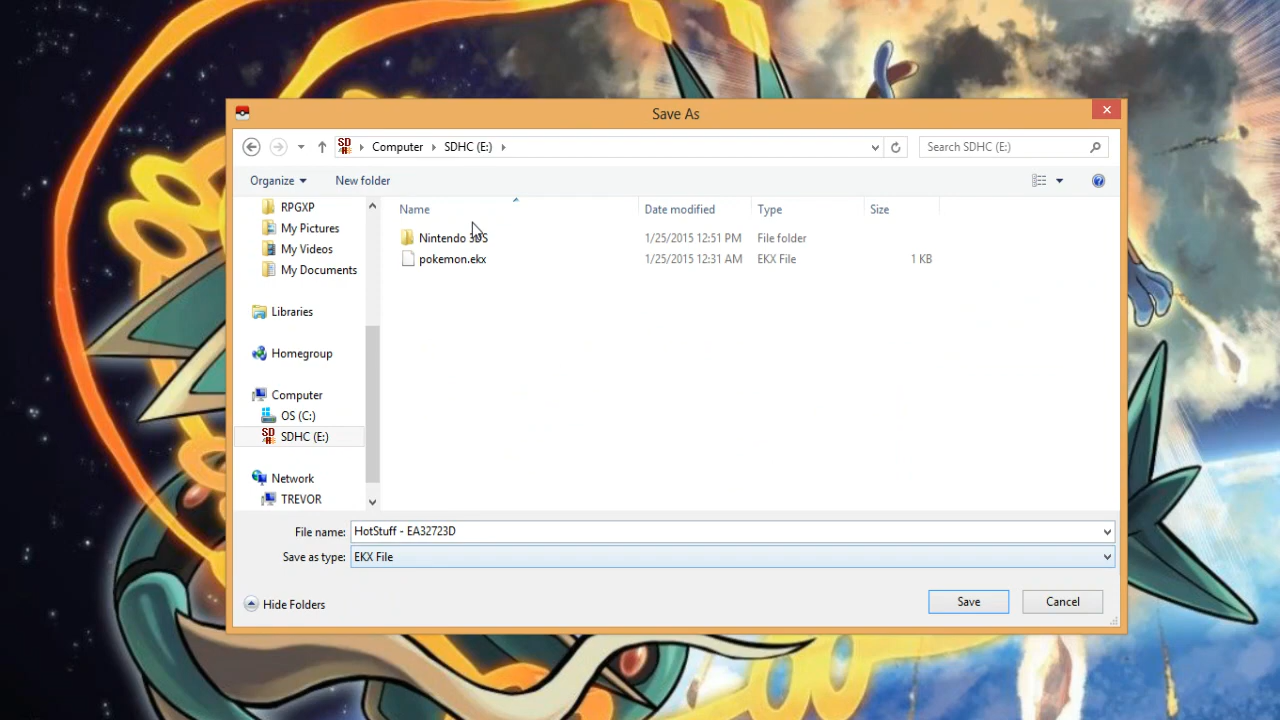 Save As
SD Computer SDHC (E:) Search SDHC (E:)
Organize New folder
Name Date modified Type Size
RPGXP
My Pictures
My Videos
My Documents
Libraries
Homegroup
Computer
OS (C:)
SD SDHC (E:)
Network
TREVOR
Nintendo 3DS 1/25/2015 12:51 PM File folder
pokemon.ekx 1/25/2015 12:31 AM EKX File 1 KB
File name: HotStuff - EA32723D
Save as type: EKX File
Hide Folders Save Cancel